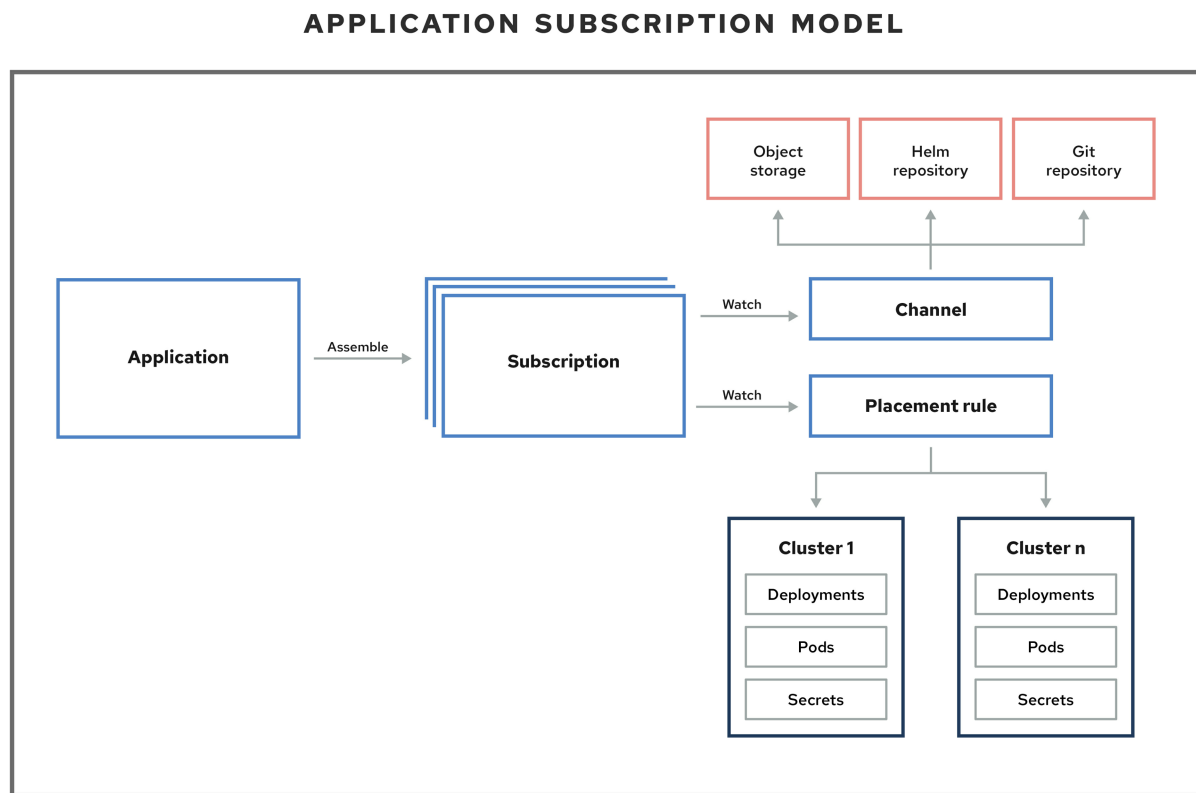 APPLICATION SUBSCRIPTION MODEL
Object
storage
Helm
repository
Git
repository
Application
Assemble
Subscription
Watch
Channel
Watch
Placement rule
Cluster 1
Deployments
Pods
Secrets
Cluster n
Deployments
Pods
Secrets